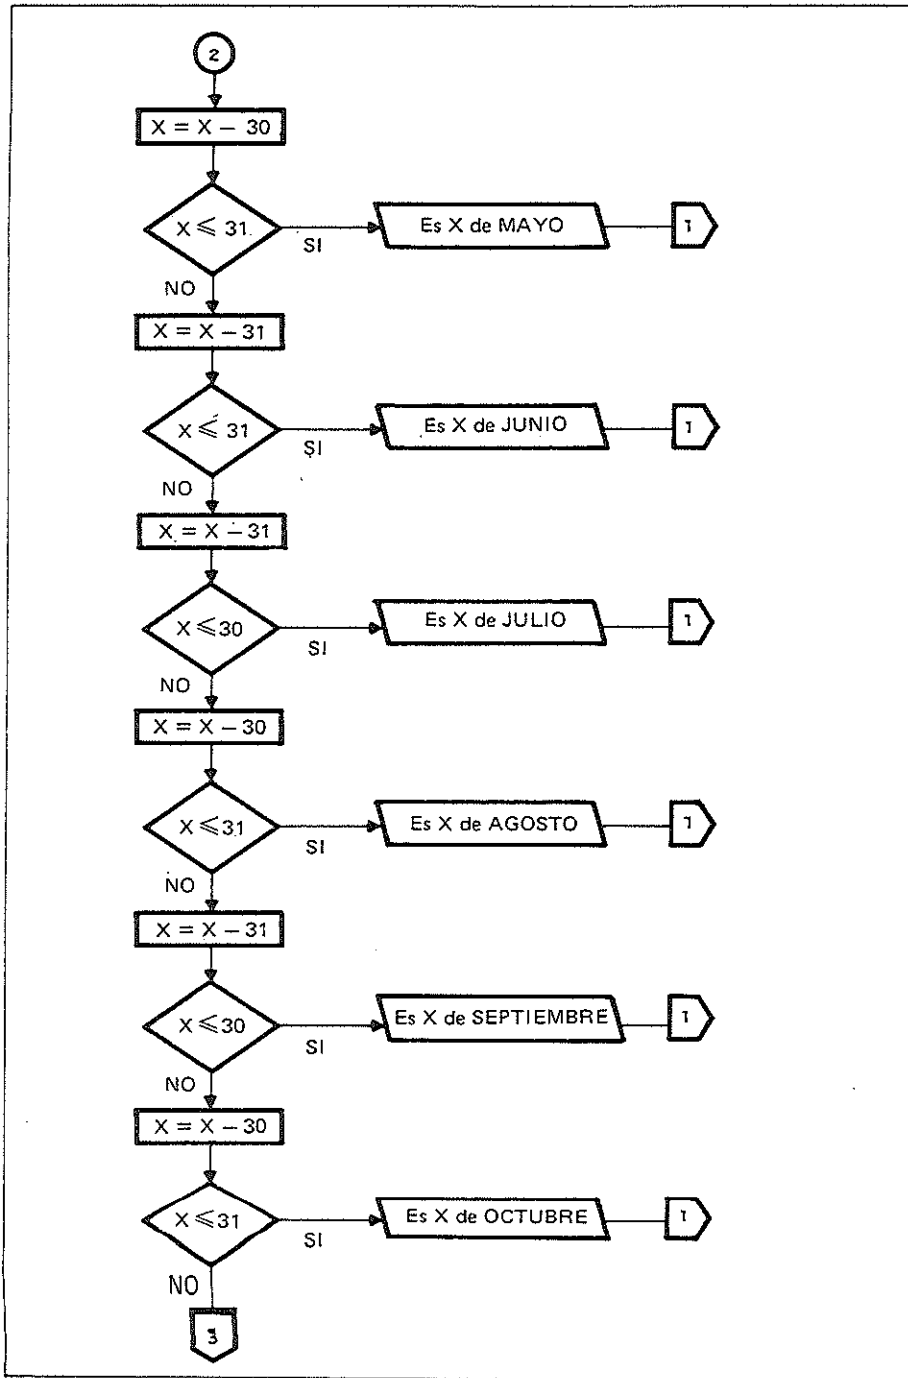 2
X = X − 30
X ⩽ 31
SI
Es X de MAYO
1
NO
X = X − 31
X ⩽ 31
SI
Es X de JUNIO
1
NO
X = X − 31
X ⩽30
SI
Es X de JULIO
1
NO
X = X − 30
X ⩽31
SI
Es X de AGOSTO
1
NO
X = X − 31
X ⩽30
SI
Es X de SEPTIEMBRE
1
NO
X = X − 30
X ⩽31
SI
Es X de OCTUBRE
1
NO
3